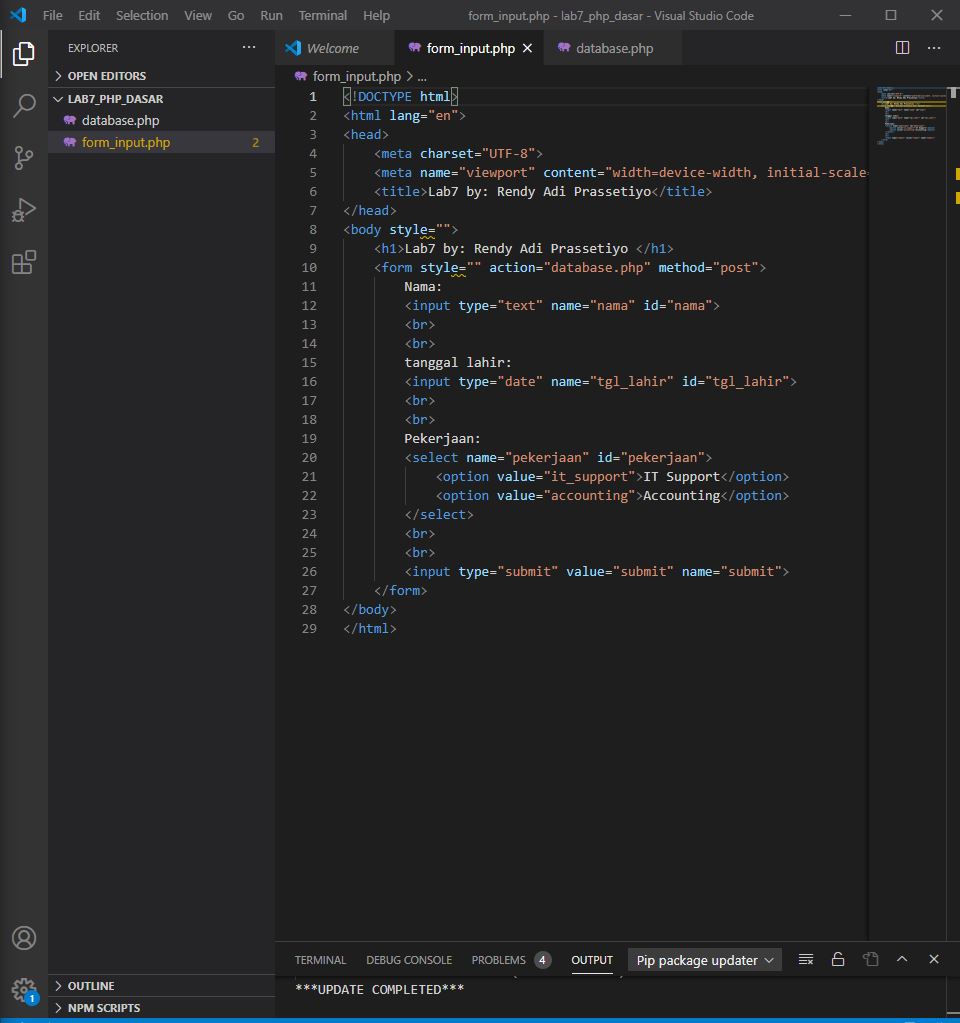 File Edit Selection View Go Run Terminal Help form_input.php - lab7_php_dasar - Visual Studio Code
EXPLORER
OPEN EDITORS
LAB7_PHP_DASAR
database.php
form_input.php 2
OUTLINE
NPM SCRIPTS
1
Welcome form_input.php database.php
form_input.php > ...
1 <!DOCTYPE html>
2 <html lang="en">
3 <head>
4 <meta charset="UTF-8">
5 <meta name="viewport" content="width=device-width, initial-scale=
6 <title>Lab7 by: Rendy Adi Prassetiyo</title>
7 </head>
8 <body style="">
9 <h1>Lab7 by: Rendy Adi Prassetiyo </h1>
10 <form style="" action="database.php" method="post">
11 Nama:
12 <input type="text" name="nama" id="nama">
13 <br>
14 <br>
15 tanggal lahir:
16 <input type="date" name="tgl_lahir" id="tgl_lahir">
17 <br>
18 <br>
19 Pekerjaan:
20 <select name="pekerjaan" id="pekerjaan">
21 <option value="it_support">IT Support</option>
22 <option value="accounting">Accounting</option>
23 </select>
24 <br>
25 <br>
26 <input type="submit" value="submit" name="submit">
27 </form>
28 </body>
29 </html>
TERMINAL DEBUG CONSOLE PROBLEMS 4 OUTPUT Pip package updater
***UPDATE COMPLETED***